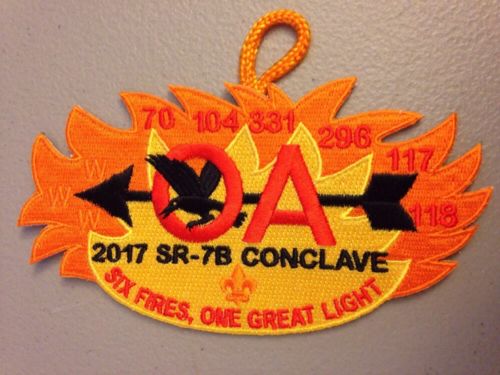 70 104 331 296 117 118
W W W
OA
2017 SR-7B CONCLAVE
SIX FIRES, ONE GREAT LIGHT